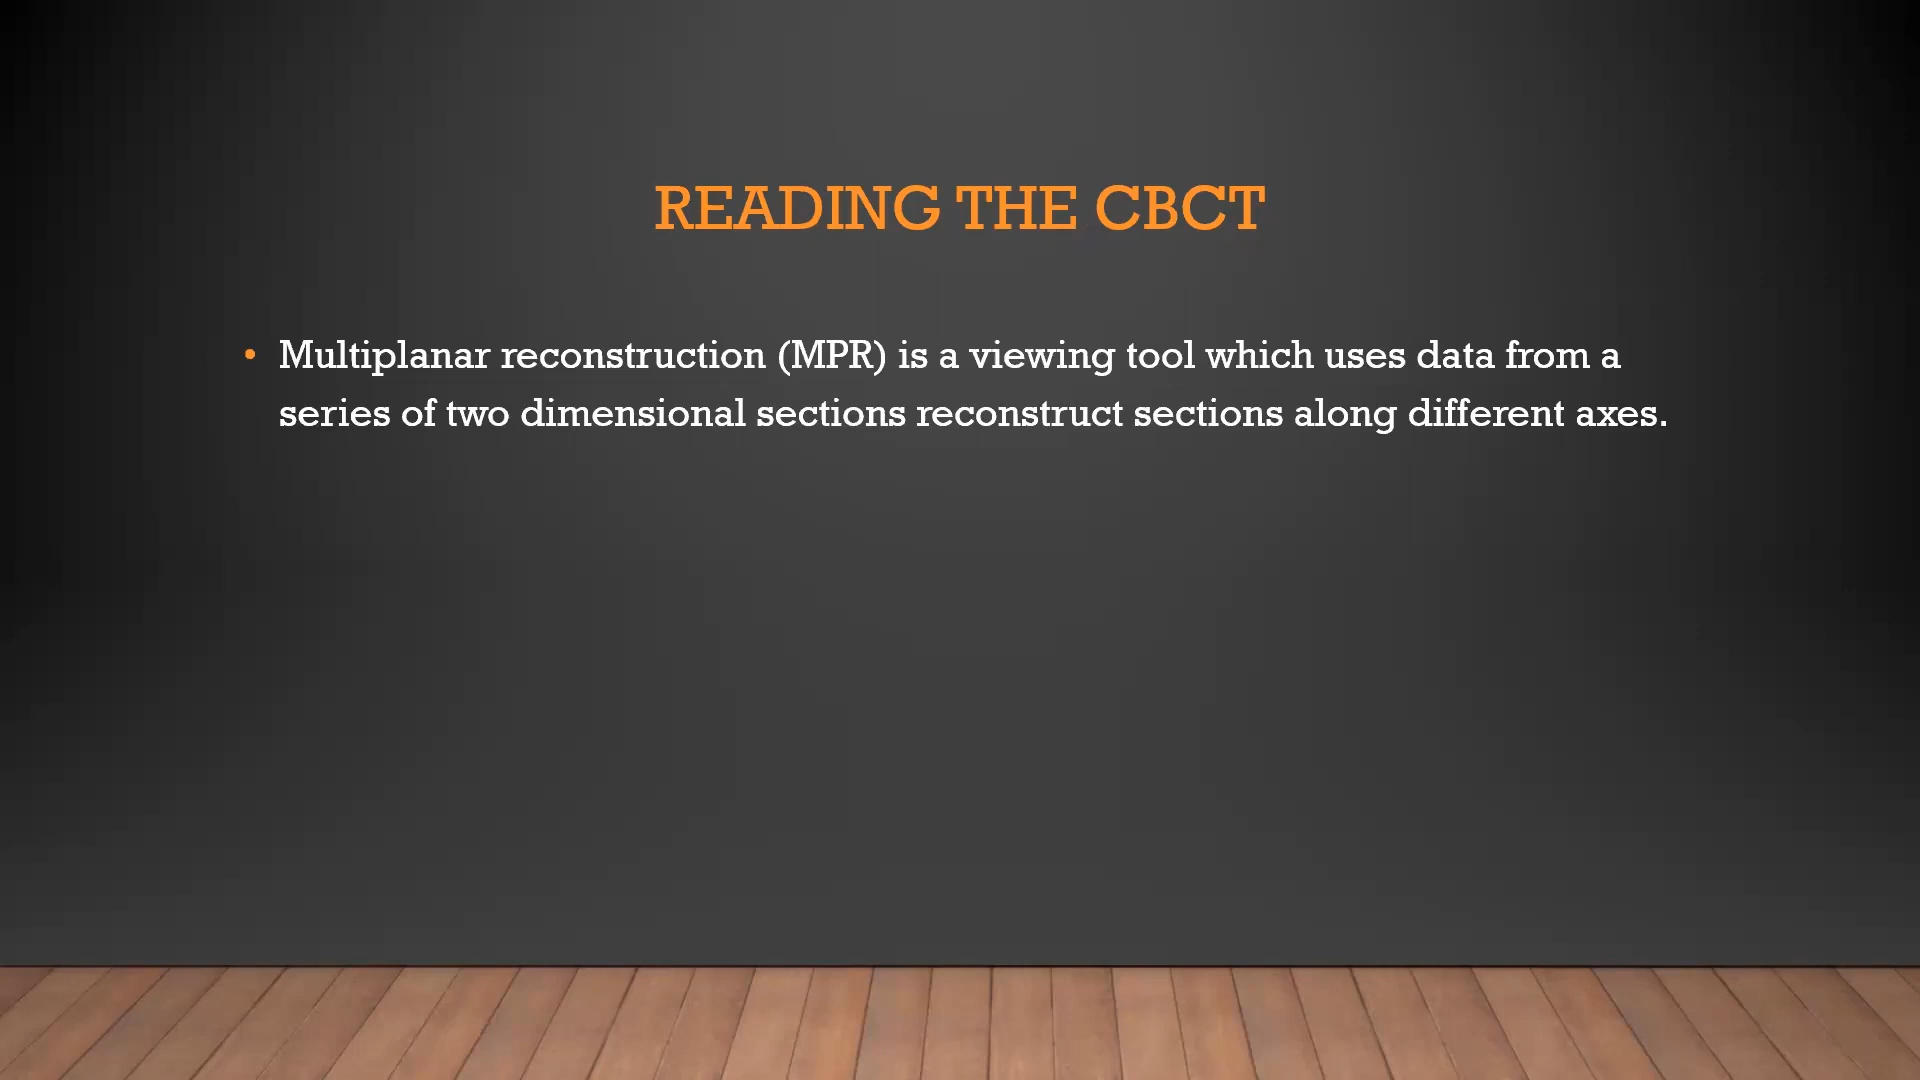 READING THE CBCT
• Multiplanar reconstruction (MPR) is a viewing tool which uses data from a
series of two dimensional sections reconstruct sections along different axes.